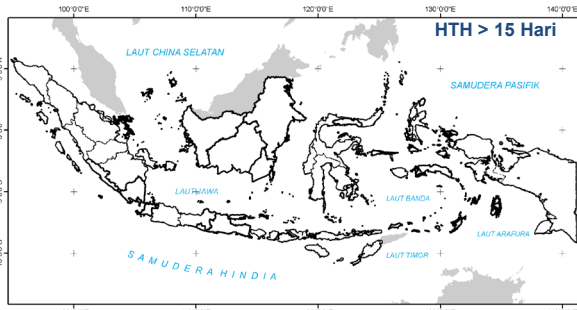 100°0'0"E 110°0'0"E 120°0'0"E 130°0'0"E 140°0'0"E
HTH > 15 Hari
LAUT CHINA SELATAN
SAMUDERA PASIFIK
LAUT JAWA
LAUT BANDA
LAUT ARAFURA
LAUT TIMOR
SAMUDERA HINDIA